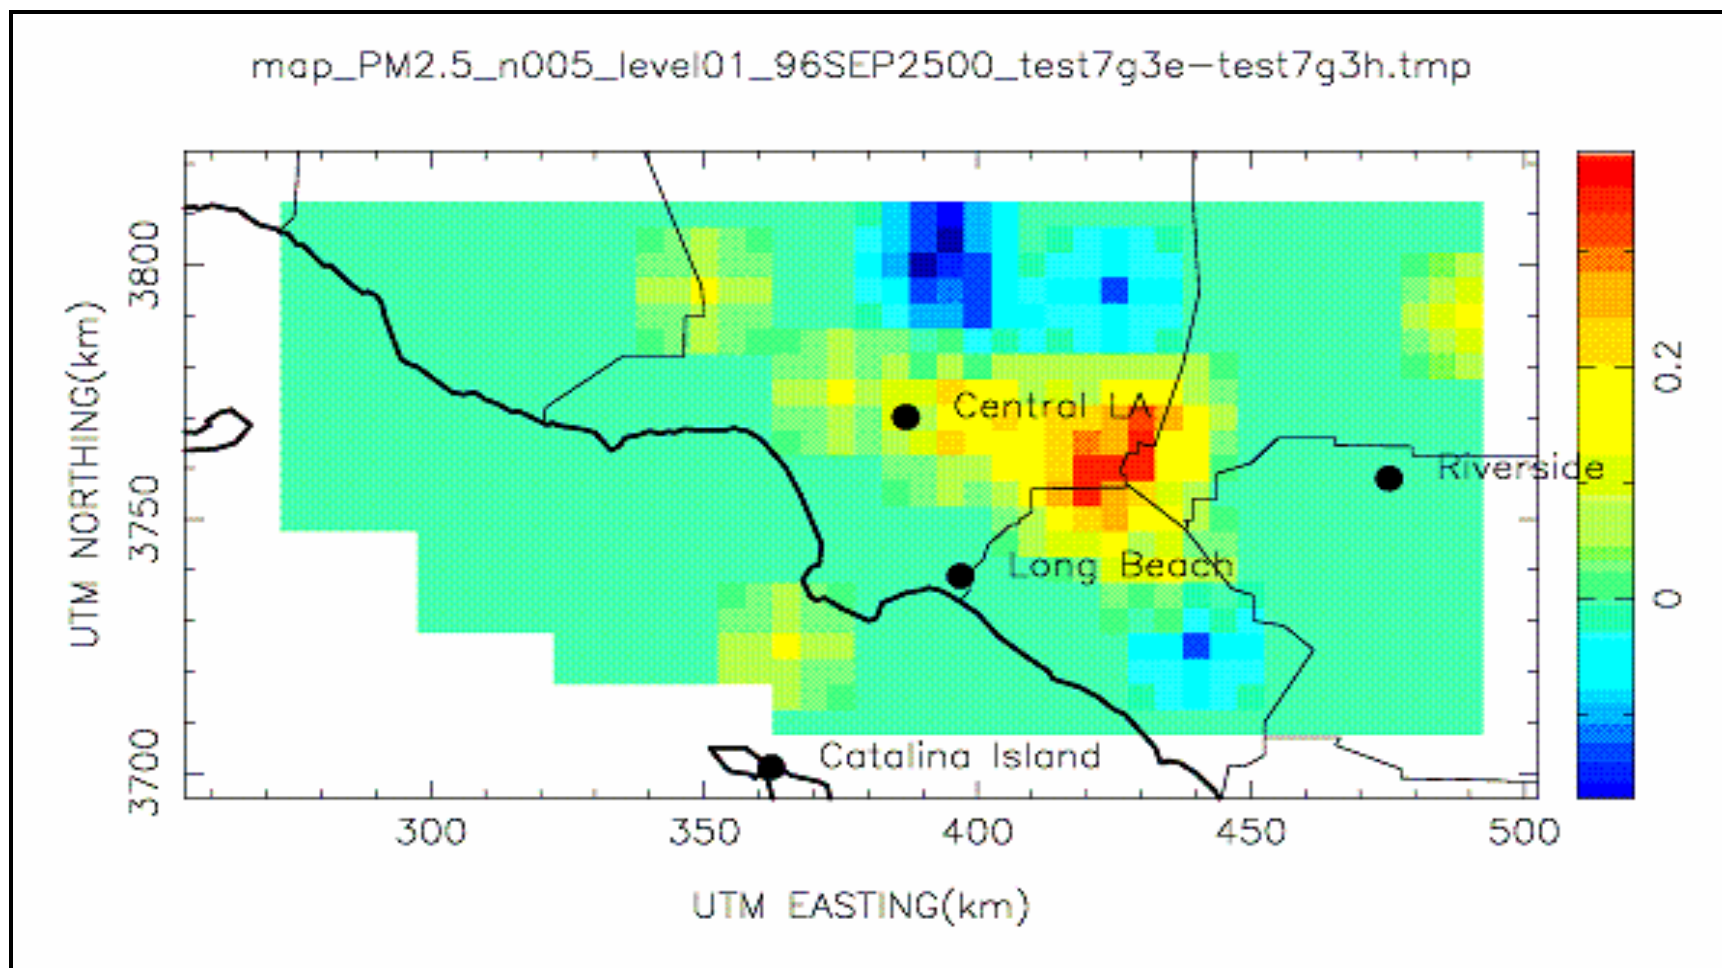 map_PM2.5_n005_level01_96SEP2500_test7g3e-test7g3h.tmp
UTM NORTHING(km)
3800
3750
3700
Central LA
Riverside
Long Beach
Catalina Island
0.2
0
300 350 400 450 500
UTM EASTING(km)